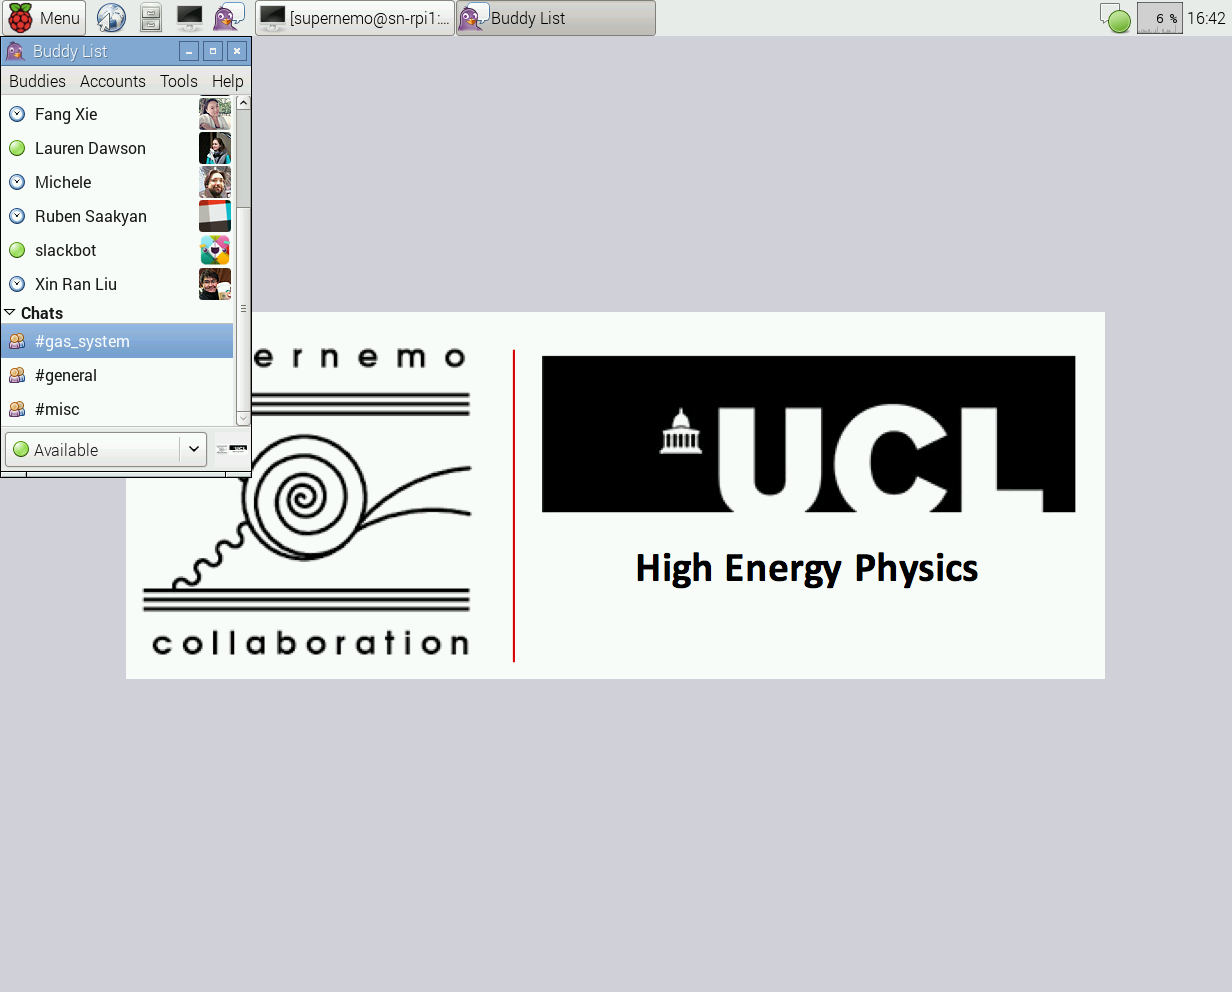 Menu
[supernemo@sn-rpi1:...
Buddy List
6 %
16:42
Buddy List
Buddies Accounts Tools Help
Fang Xie
Lauren Dawson
Michele
Ruben Saakyan
slackbot
Xin Ran Liu
Chats
#gas_system
#general
#misc
Available
UCL
ernemo
collaboration
UCL
High Energy Physics